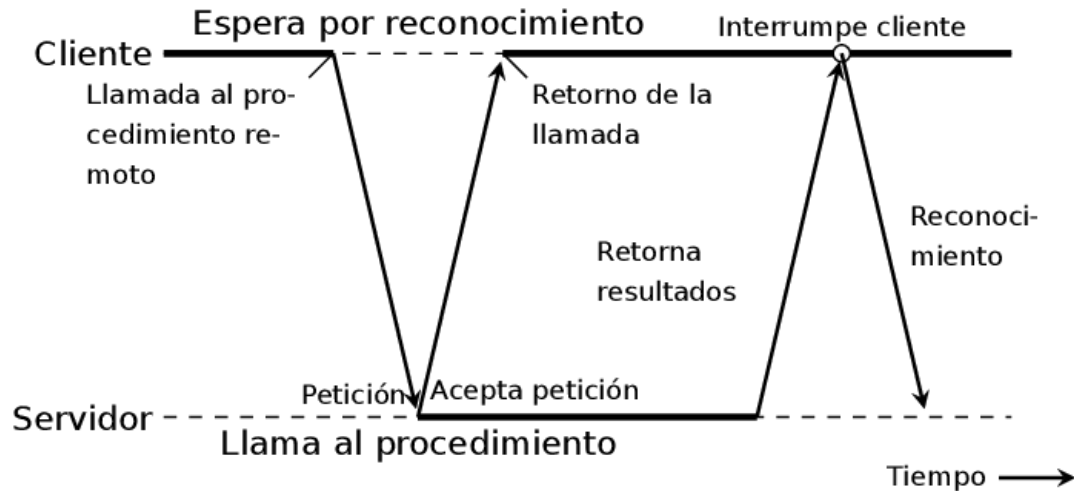 Espera por reconocimiento
Interrumpe cliente
Cliente
Llamada al pro-
cedimiento re-
moto
Retorno de la
llamada
Reconoci-
miento
Retorna
resultados
Petición
Acepta petición
Servidor
Llama al procedimiento
Tiempo